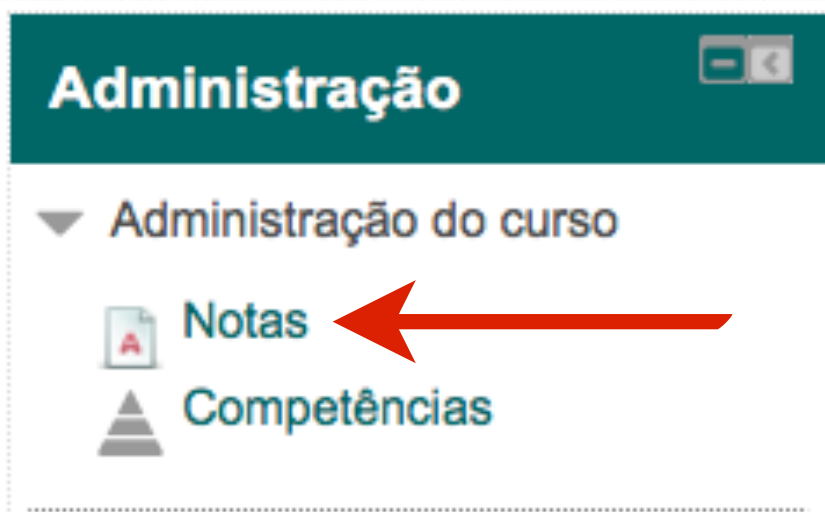 Administração
Administração do curso
Notas
Competências